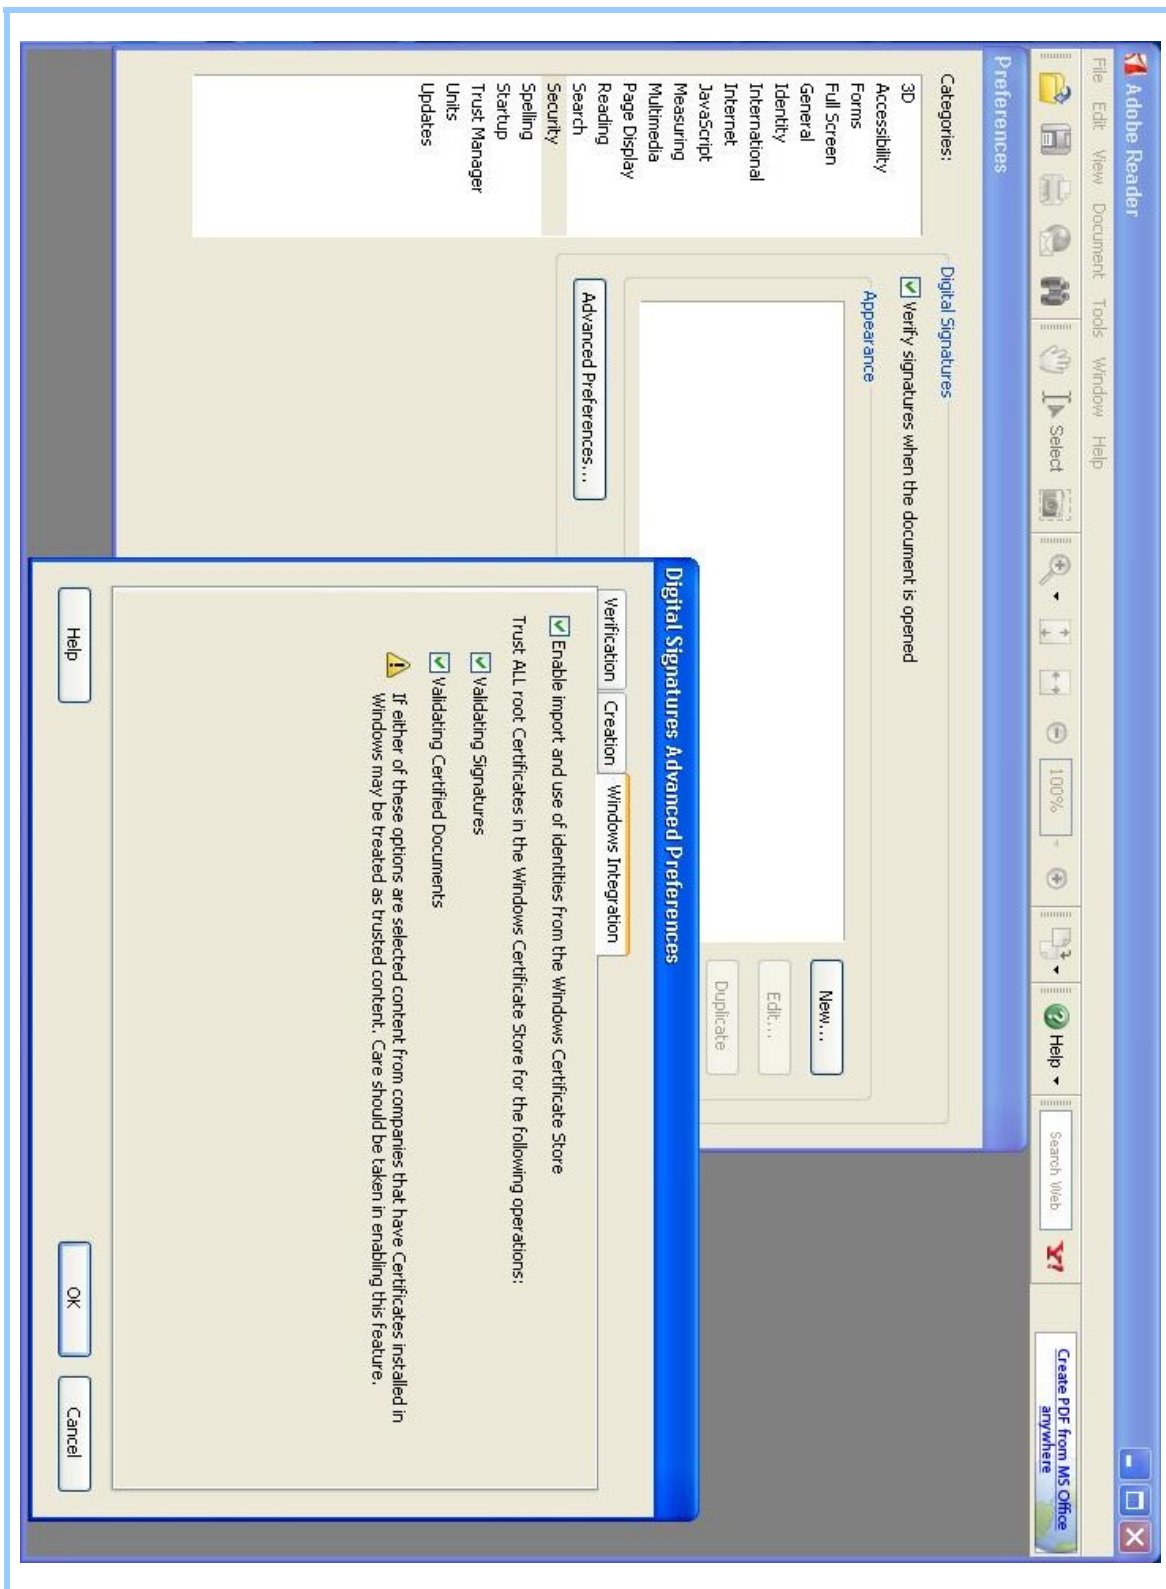 Adobe Reader
File Edit View Document Tools Window Help
Select 100% Help Search Web Y! Create PDF from MS Office
anywhere
Preferences
Categories:
3D
Accessibility
Forms
Full Screen
General
Identity
International
Internet
JavaScript
Measuring
Multimedia
Page Display
Reading
Search
Security
Spelling
Startup
Trust Manager
Units
Updates
Digital Signatures
Verify signatures when the document is opened
Appearance
New...
Edit...
Duplicate
Advanced Preferences...
Digital Signatures Advanced Preferences
Verification Creation Windows Integration
Enable import and use of identities from the Windows Certificate Store
Trust ALL root Certificates in the Windows Certificate Store for the following operations:
Validating Signatures
Validating Certified Documents
If either of these options are selected content from companies that have Certificates installed in
Windows may be treated as trusted content. Care should be taken in enabling this feature.
Help OK Cancel